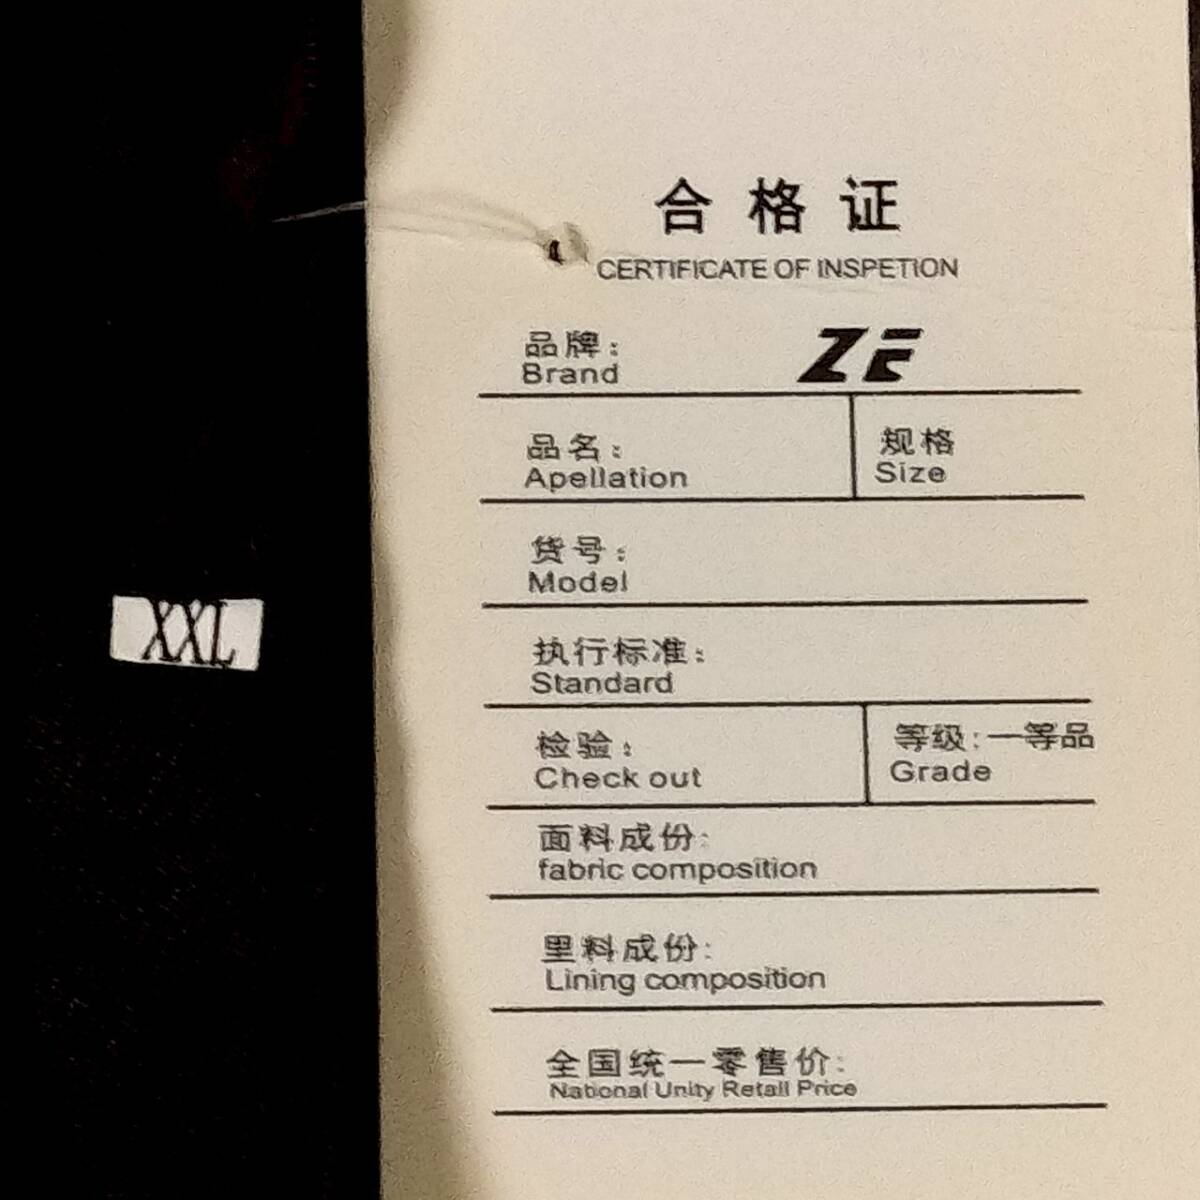 合格证
CERTIFICATE OF INSPETION
品牌：
Brand
ZE
品名：
Apellation
规格
Size
货号：
Model
执行标准：
Standard
检验：
Check out
等级:一等品
Grade
面料成份:
fabric composition
里料成份:
Lining composition
全国统一零售价:
National Unity Retail Price
XXL